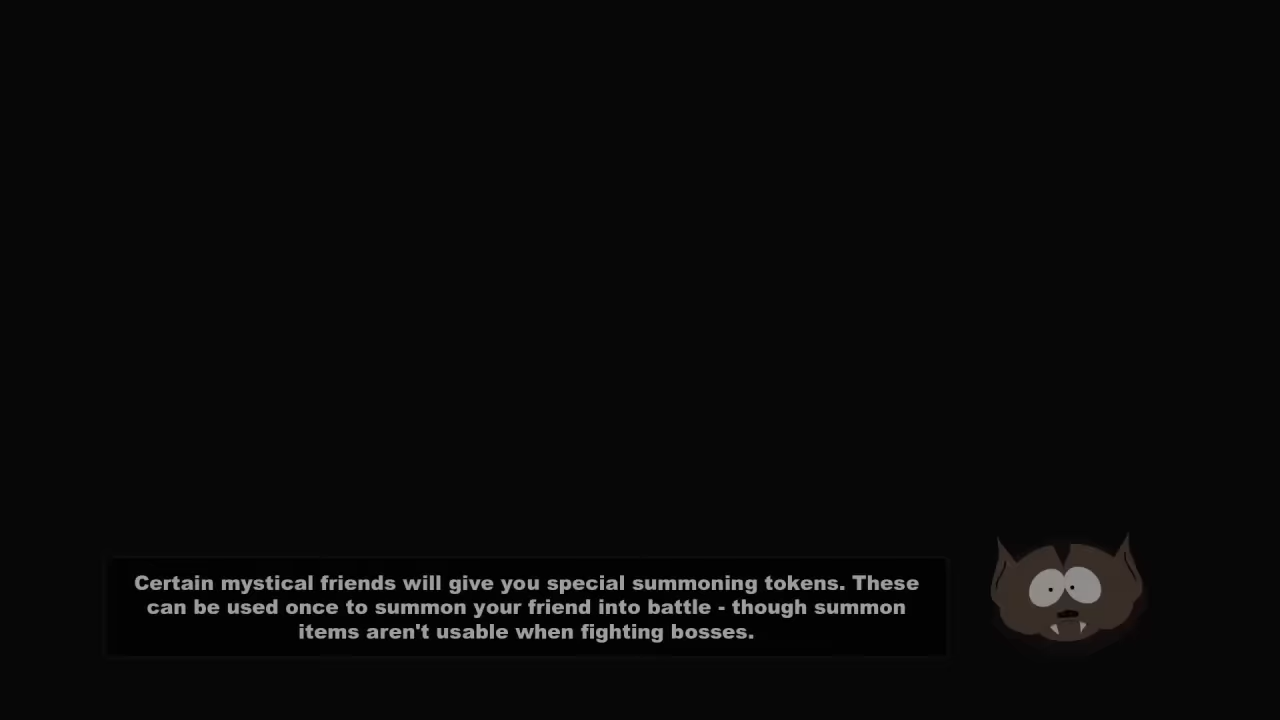 Certain mystical friends will give you special summoning tokens. These
can be used once to summon your friend into battle - though summon
items aren't usable when fighting bosses.